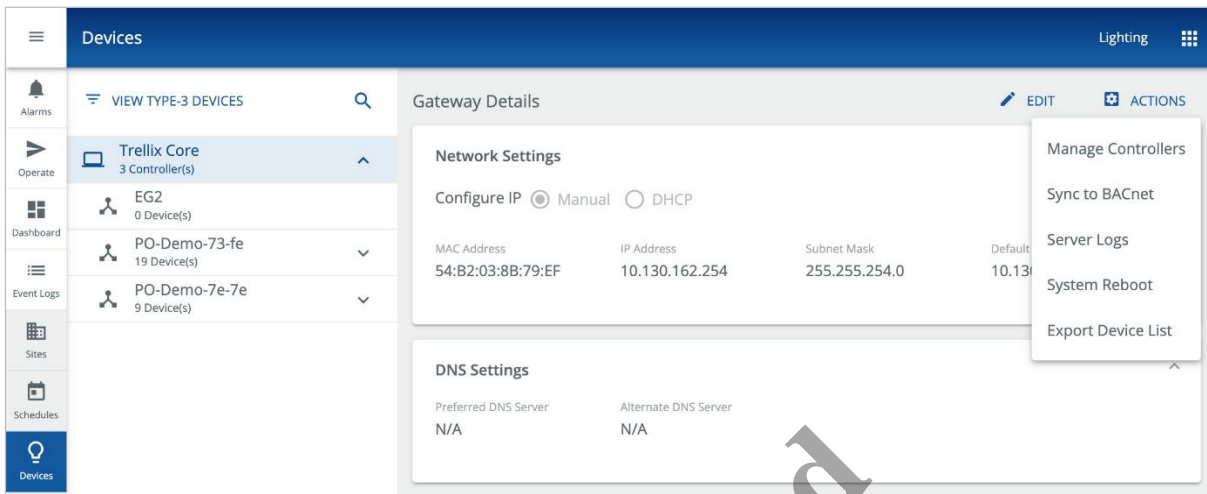 Devices
Lighting
Alarms
Operate
Dashboard
Event Logs
Sites
Schedules
Devices
VIEW TYPE-3 DEVICES
Trellix Core
3 Controller(s)
EG2
0 Device(s)
PO-Demo-73-fe
19 Device(s)
PO-Demo-7e-7e
9 Device(s)
Gateway Details
EDIT
ACTIONS
Manage Controllers
Sync to BACnet
Server Logs
System Reboot
Export Device List
Network Settings
Configure IP Manual DHCP
MAC Address IP Address Subnet Mask Default
54:B2:03:8B:79:EF 10.130.162.254 255.255.254.0
DNS Settings
Preferred DNS Server Alternate DNS Server
N/A N/A